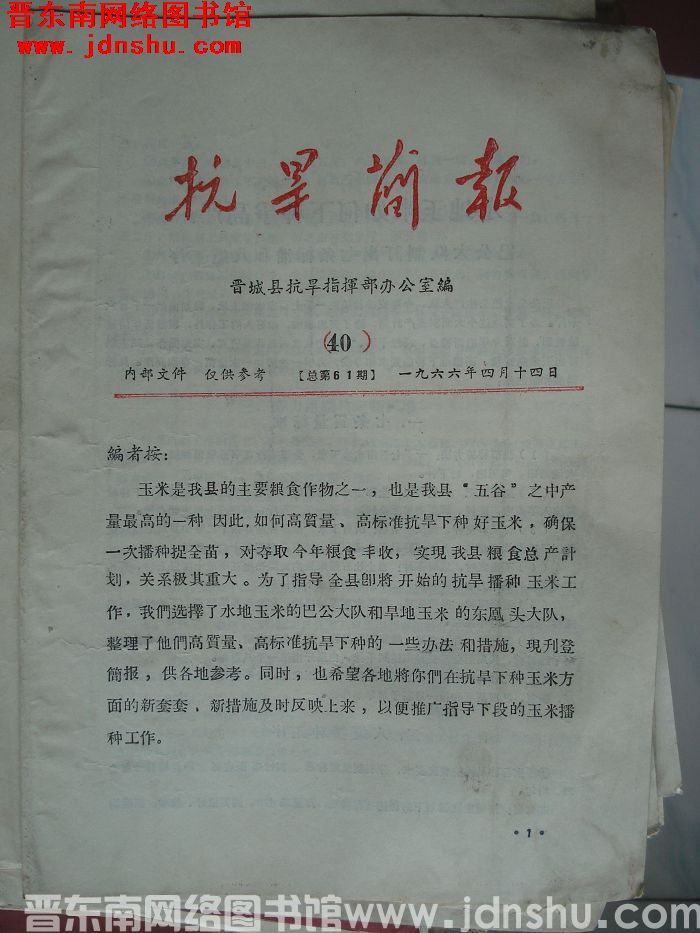 晋东南网络图书馆
www.jdnshu.com
抗旱簡报
晋城县抗旱指揮部办公室編
(40)
内部文件 仅供参考 【总第61期】 一九六六年四月十四日
編者按：
玉米是我县的主要粮食作物之一，也是我县“五谷”之中产
量最高的一种 因此，如何高質量、高标准抗旱下种好玉米，确保
一次播种捉全苗，对夺取今年粮食丰收，实現我县粮食总产計
划，关系极其重大。为了指导全县卽将开始的抗旱播种玉米工
作，我們选擇了水地玉米的巴公大队和旱地玉米的东凰头大队，
整理了他們高質量、高标准抗旱下种的一些办法和措施，現刊登
簡报，供各地参考。同时，也希望各地將你們在抗旱下种玉米方
面的新套套、新措施及时反映上来，以便推广指导下段的玉米播
种工作。
·1·
晋东南网络图书馆 www.jdnshu.com